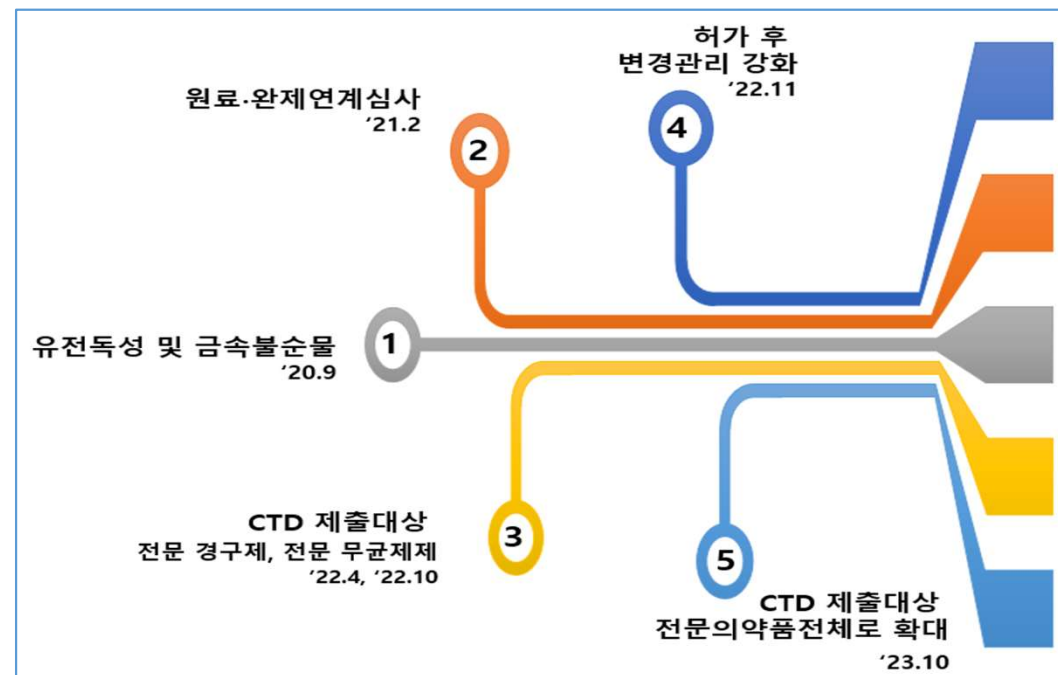 허가 후
변경관리 강화
‘22.11
4
원료·완제연계심사
‘21.2
2
유전독성 및 금속불순물
‘20.9
1
CTD 제출대상
전문 경구제, 전문 무균제제
‘22.4, ‘22.10
3
5
CTD 제출대상
전문의약품전체로 확대
‘23.10